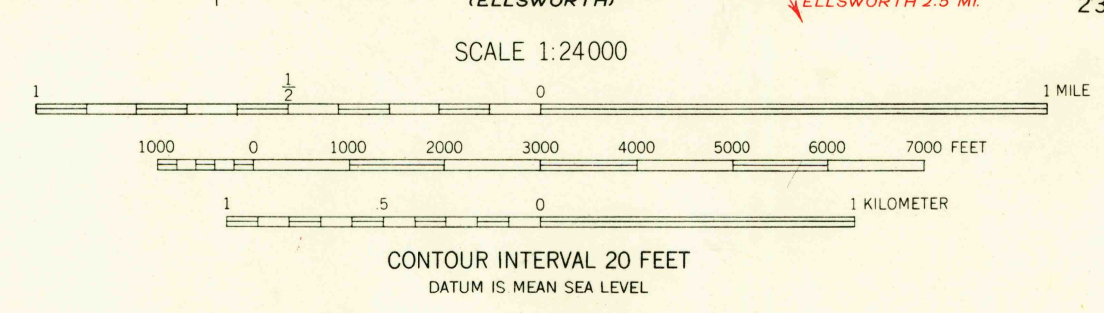 (ELLSWORTH)
ELLSWORTH 2.5 MI.
23
SCALE 1:24000
1 1/2 0 1 MILE
1000 0 1000 2000 3000 4000 5000 6000 7000 FEET
1 .5 0 1 KILOMETER
CONTOUR INTERVAL 20 FEET
DATUM IS MEAN SEA LEVEL